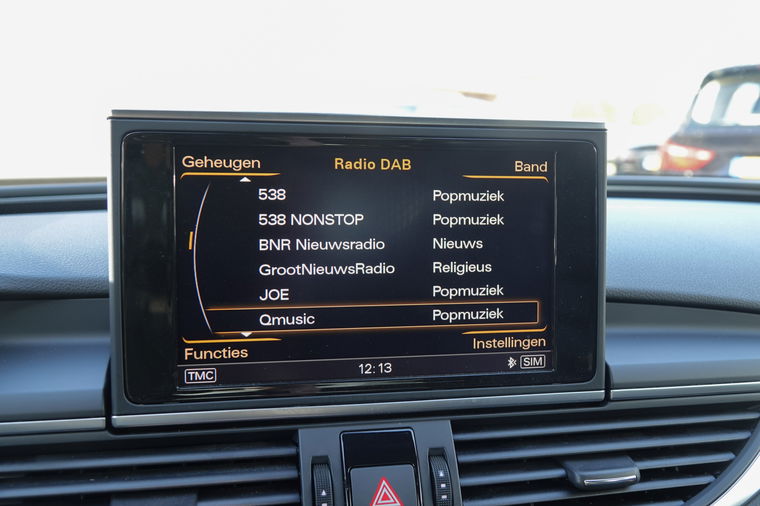 Geheugen Radio DAB Band
538 Popmuziek
538 NONSTOP Popmuziek
BNR Nieuwsradio Nieuws
GrootNieuwsRadio Religieus
JOE Popmuziek
Qmusic Popmuziek
Functies Instellingen
TMC 12:13 SIM